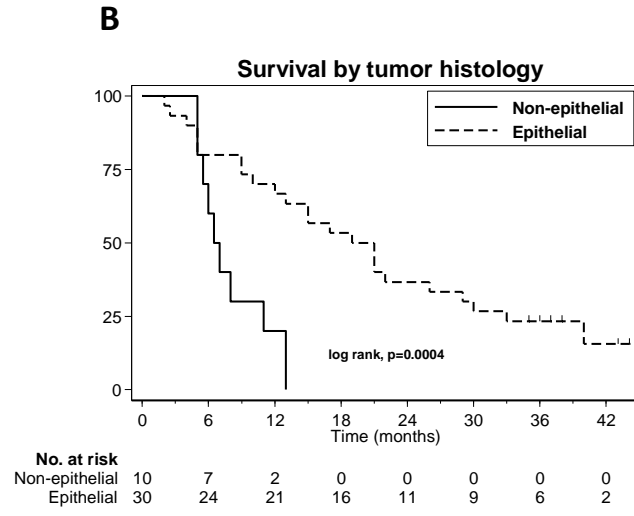 B
Survival by tumor histology
Non-epithelial
Epithelial
100
75
50
25
0
log rank, p=0.0004
0 6 12 18 24 30 36 42
Time (months)
No. at risk
Non-epithelial 10 7 2 0 0 0 0 0
Epithelial 30 24 21 16 11 9 6 2